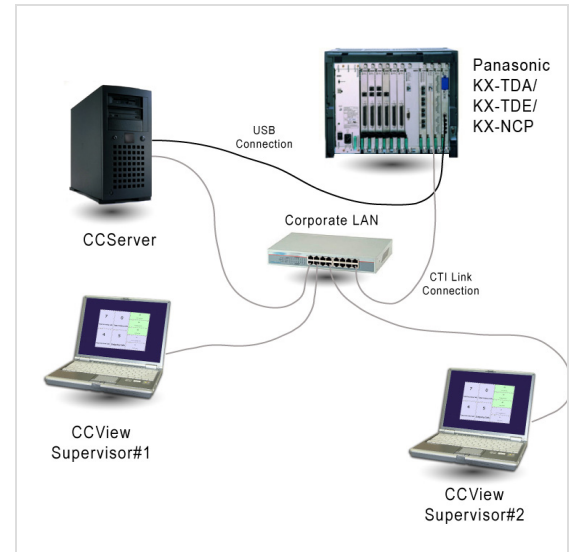 Panasonic
KX-TDA/
KX-TDE/
KX-NCP
USB
Connection
CCServer
Corporate LAN
CTI Link
Connection
CCView
Supervisor#1
CCView
Supervisor#2